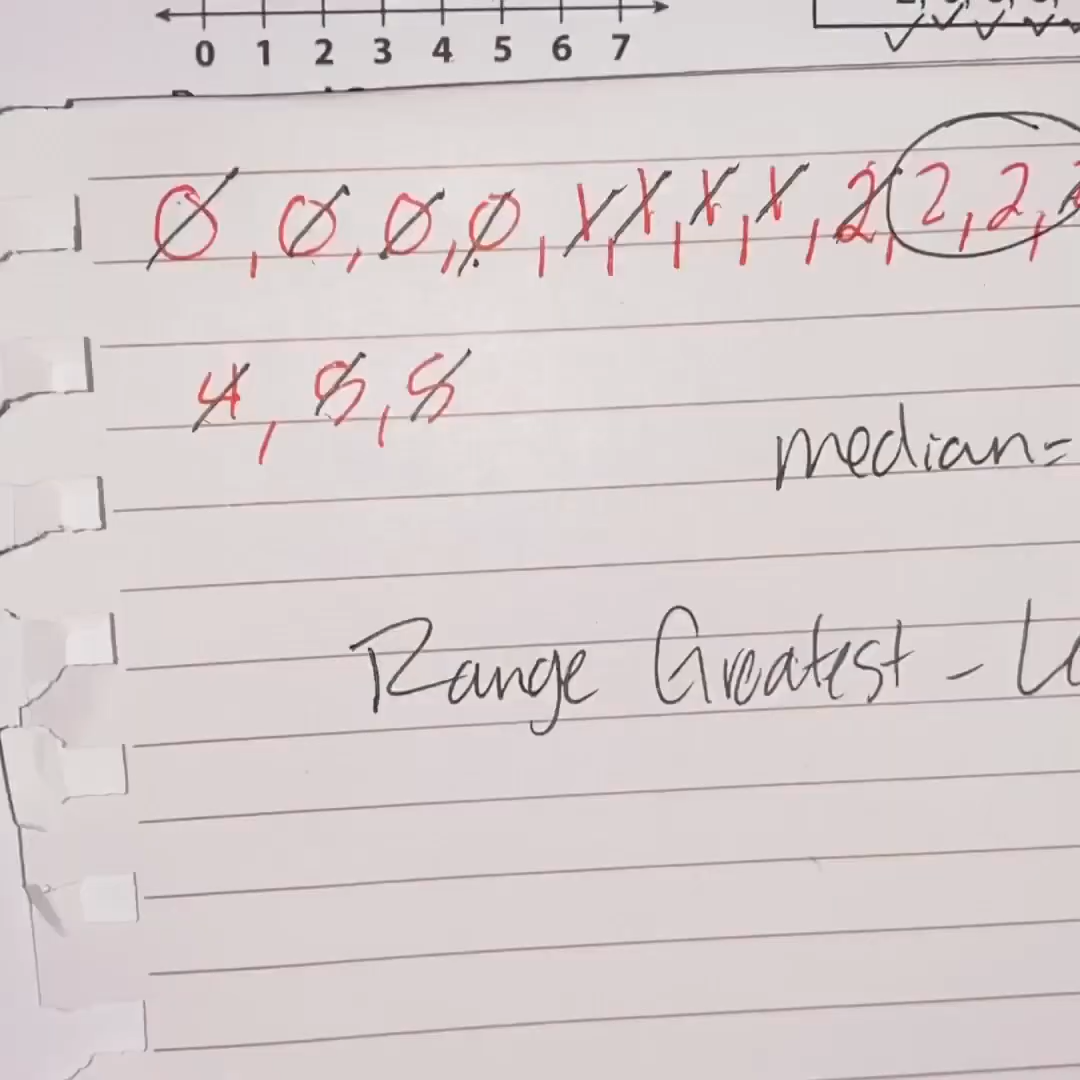 0 1 2 3 4 5 6 7
0, 0, 0, 0, 1, 1, 1, 1, 2, 2, 2,
4, 5, 5
median=
Range Greatest -